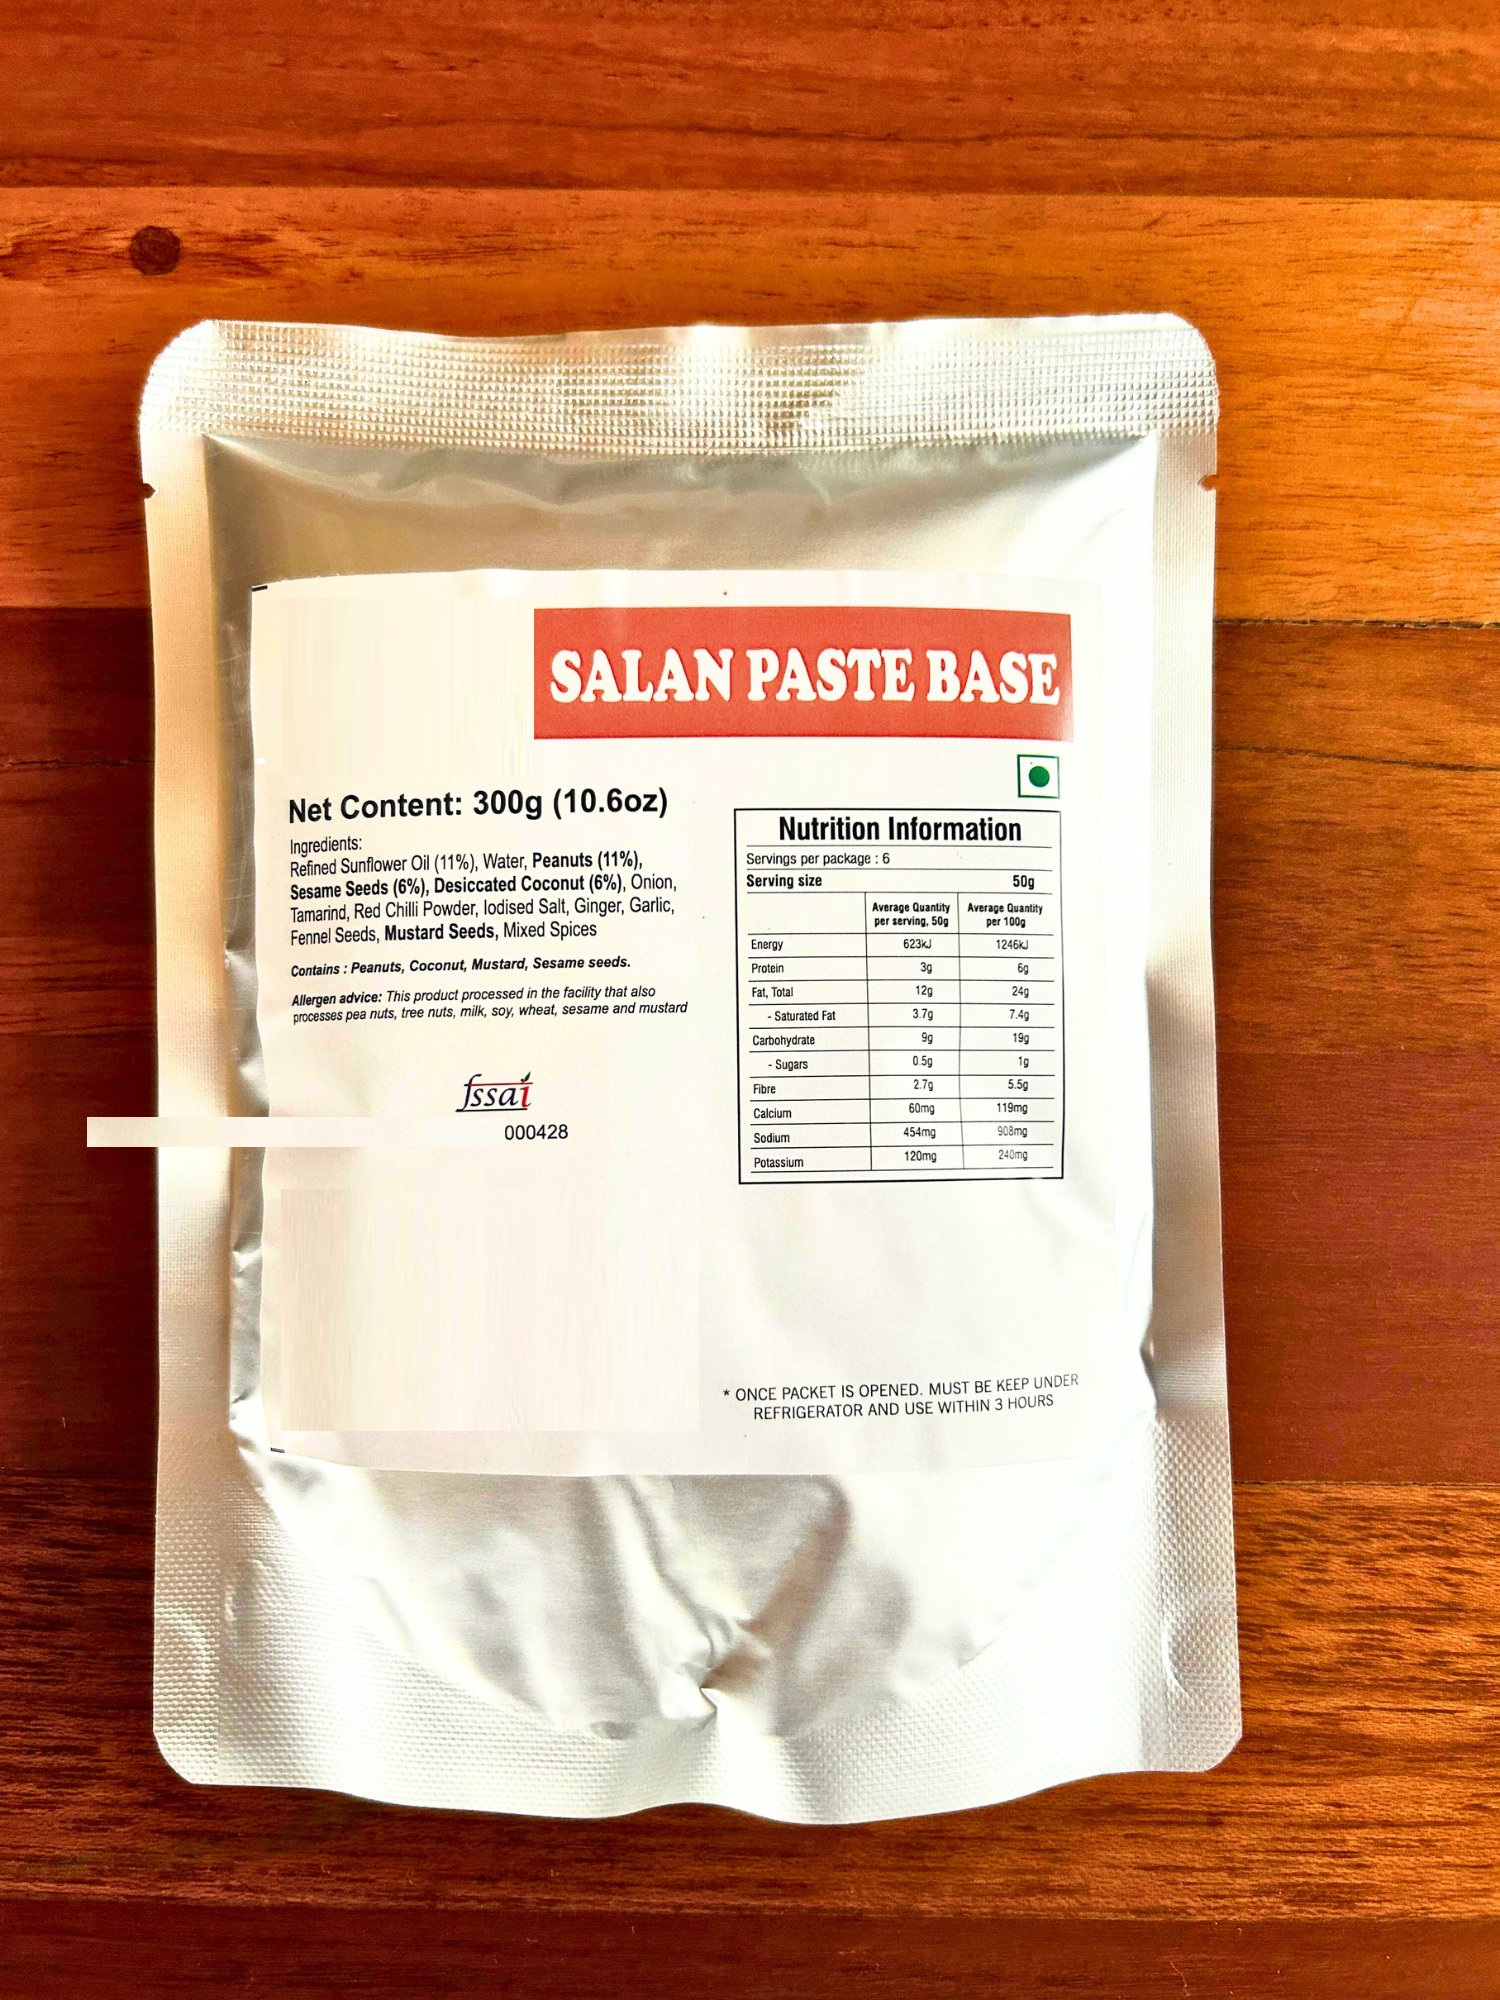 SALAN PASTE BASE
Net Content: 300g (10.6oz)
Ingredients:
Refined Sunflower Oil (11%), Water, Peanuts (11%),
Sesame Seeds (6%), Desiccated Coconut (6%), Onion,
Tamarind, Red Chilli Powder, Iodised Salt, Ginger, Garlic,
Fennel Seeds, Mustard Seeds, Mixed Spices
Contains : Peanuts, Coconut, Mustard, Sesame seeds.
Allergen advice: This product processed in the facility that also
processes pea nuts, tree nuts, milk, soy, wheat, sesame and mustard
fssai
000428
Nutrition Information
Servings per package : 6
Serving size 50g
Average Quantity per serving, 50g Average Quantity per 100g
Energy 623kJ 1246kJ
Protein 3g 6g
Fat, Total 12g 24g
- Saturated Fat 3.7g 7.4g
Carbohydrate 9g 19g
- Sugars 0.5g 1g
Fibre 2.7g 5.5g
Calcium 60mg 119mg
Sodium 454mg 908mg
Potassium 120mg 240mg
* ONCE PACKET IS OPENED. MUST BE KEEP UNDER
REFRIGERATOR AND USE WITHIN 3 HOURS